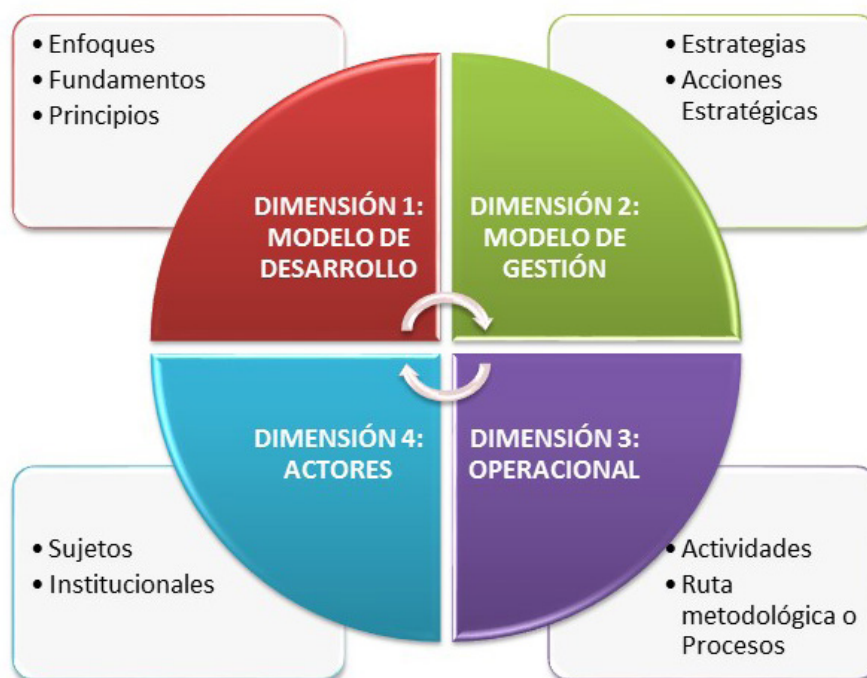 • Enfoques
• Fundamentos
• Principios
• Estrategias
• Acciones
Estratégicas
DIMENSIÓN 1:
MODELO DE
DESARROLLO
DIMENSIÓN 2:
MODELO DE
GESTIÓN
DIMENSIÓN 4:
ACTORES
DIMENSIÓN 3:
OPERACIONAL
• Sujetos
• Institucionales
• Actividades
• Ruta
metodológica o
Procesos